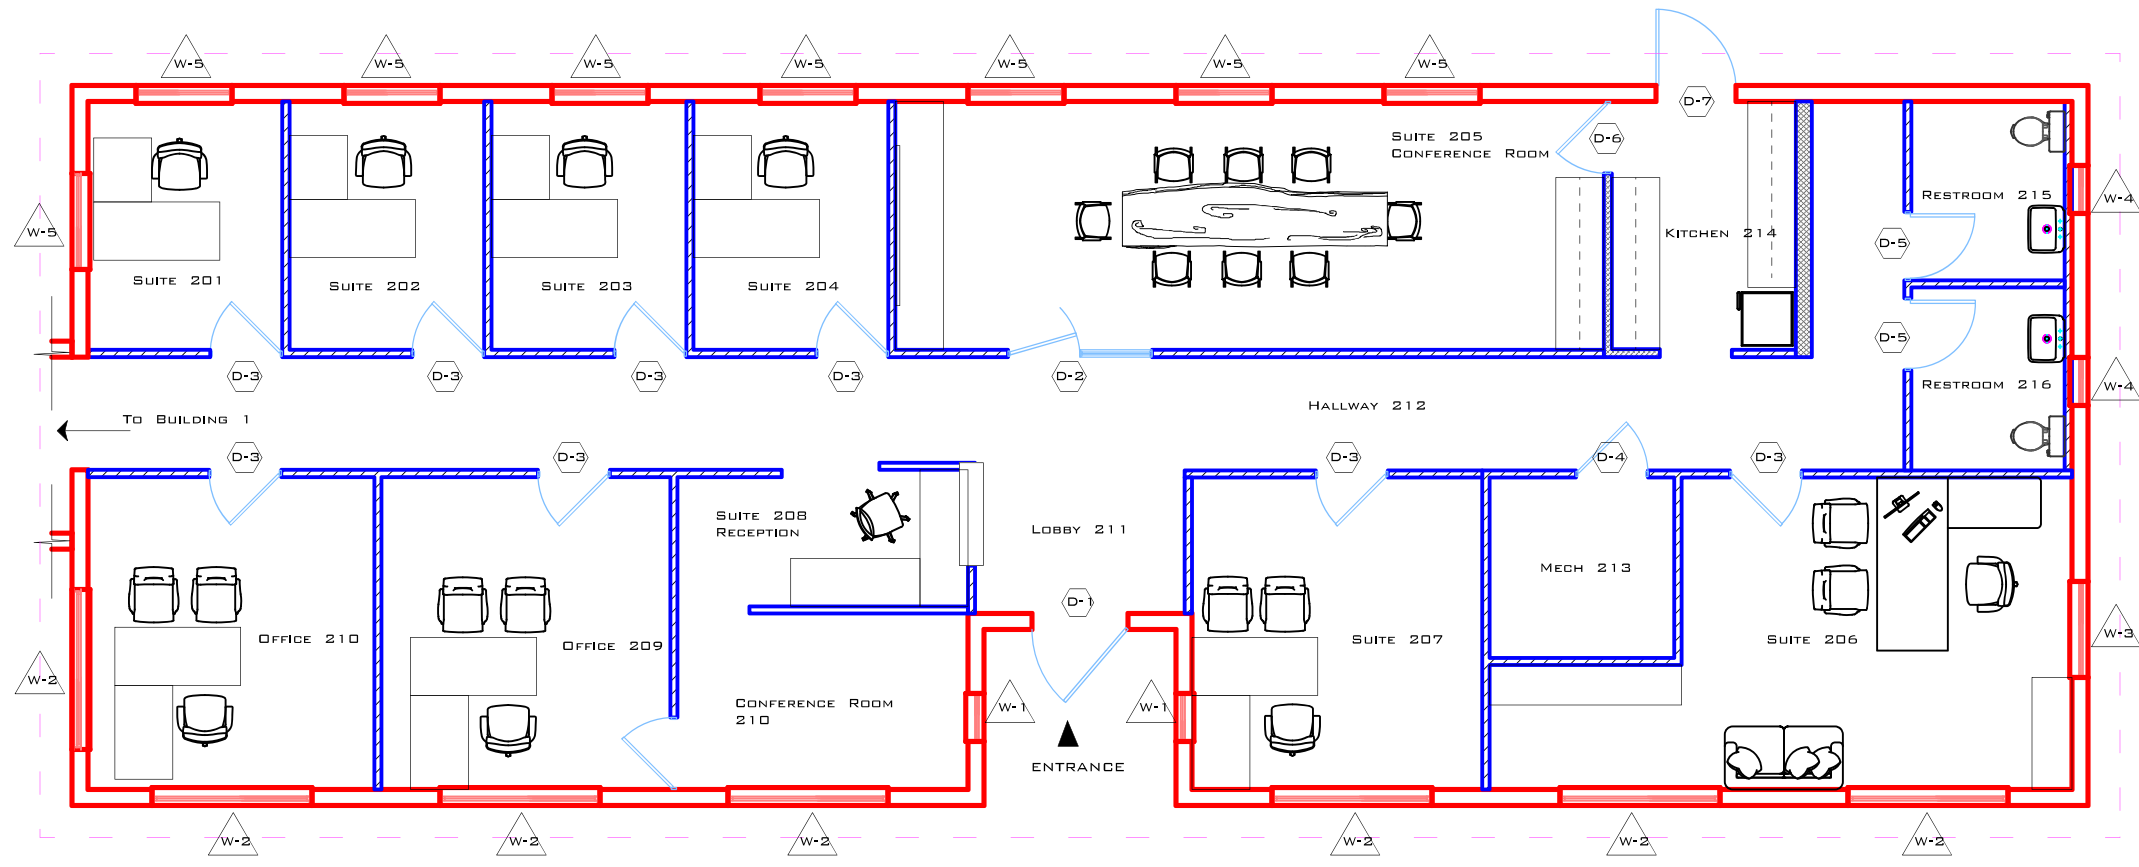 W-5 W-5 W-5 W-5 W-5 W-5 W-5
D-7
D-6
Suite 205
Conference Room
Restroom 215
W-4
W-5
Kitchen 214
D-5
Suite 201
Suite 202
Suite 203
Suite 204
D-5
D-3 D-3 D-3 D-3 D-2
Restroom 216
W-4
To Building 1
Hallway 212
D-3 D-3 D-3 D-4 D-3
Suite 208
Reception
Lobby 211
Mech 213
D-1
Office 210
Office 209
Suite 207
Suite 206
W-3
W-2
Conference Room
210
W-1 W-1
Entrance
W-2 W-2 W-2 W-2 W-2 W-2